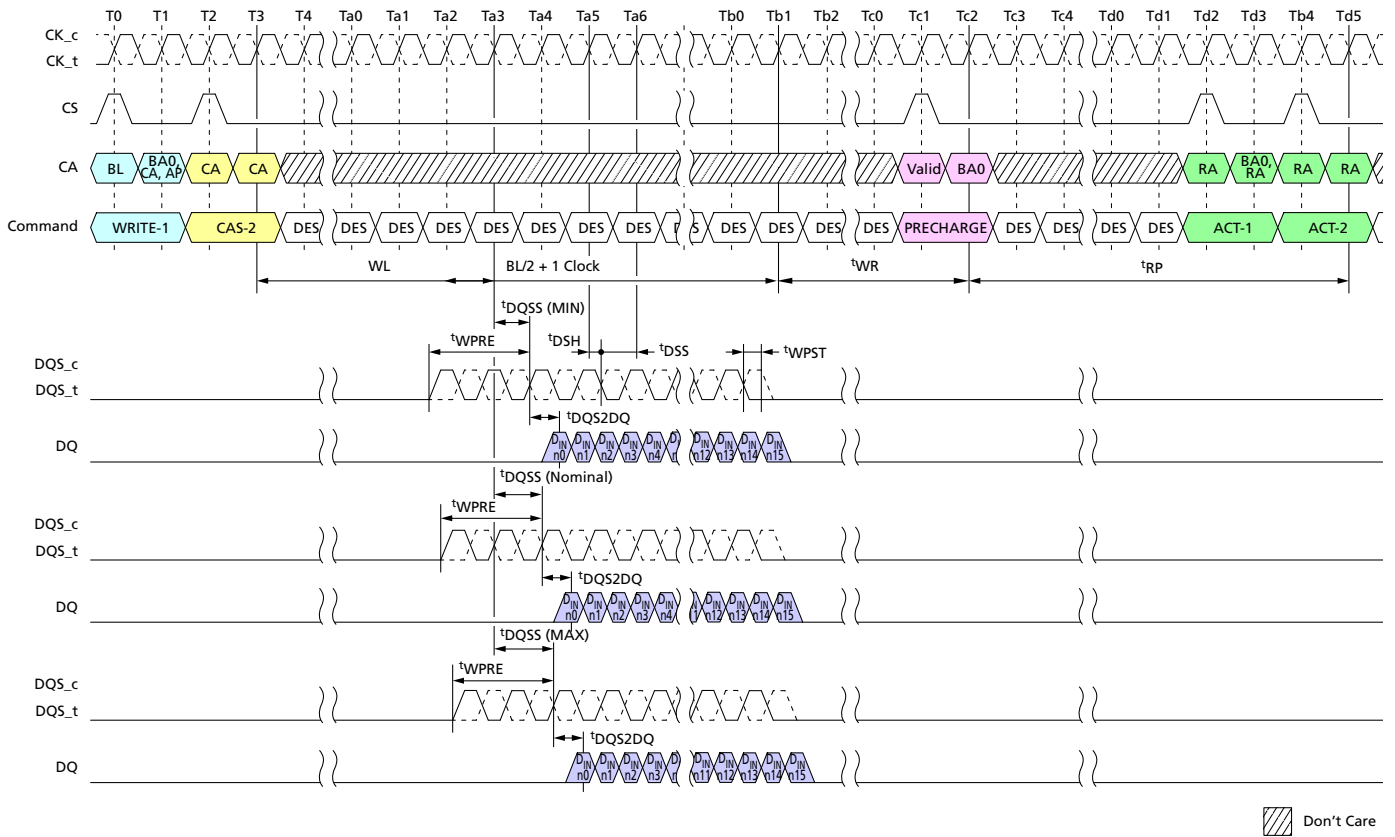 T0 T1 T2 T3 T4 Ta0 Ta1 Ta2 Ta3 Ta4 Ta5 Ta6 Tb0 Tb1 Tb2 Tc0 Tc1 Tc2 Tc3 Tc4 Td0 Td1 Td2 Td3 Tb4 Td5
CK_c
CK_t
CS
CA BL BA0, CA, AP CA CA Valid BA0 RA BA0, RA RA RA
Command WRITE-1 CAS-2 DES DES DES DES DES DES DES DES DES DES DES DES PRECHARGE DES DES DES DES ACT-1 ACT-2
WL BL/2 + 1 Clock tWR tRP
tDQSS (MIN)
tWPRE tDSH tDSS tWPST
DQS_c
DQS_t
tDQS2DQ
DQ DIN n0 DIN n1 DIN n2 DIN n3 DIN n4 DIN n12 DIN n13 DIN n14 DIN n15
tDQSS (Nominal)
tWPRE
DQS_c
DQS_t
tDQS2DQ
DQ DIN n0 DIN n1 DIN n2 DIN n3 DIN n4 DIN n12 DIN n13 DIN n14 DIN n15
tDQSS (MAX)
tWPRE
DQS_c
DQS_t
tDQS2DQ
DQ DIN n0 DIN n1 DIN n2 DIN n3 DIN n11 DIN n12 DIN n13 DIN n14 DIN n15
Don't Care